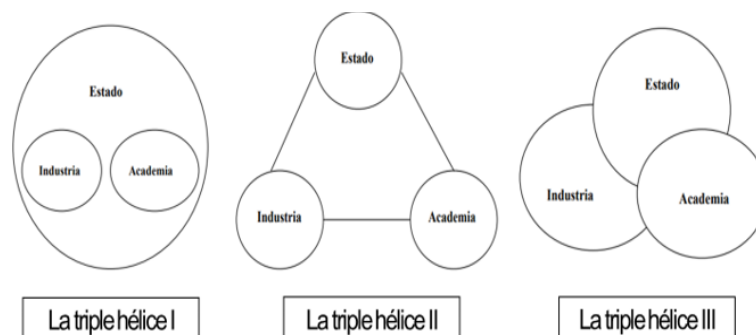 Estado
Industria
Academia
La triple hélice I
Estado
Industria
Academia
La triple hélice II
Estado
Industria
Academia
La triple hélice III